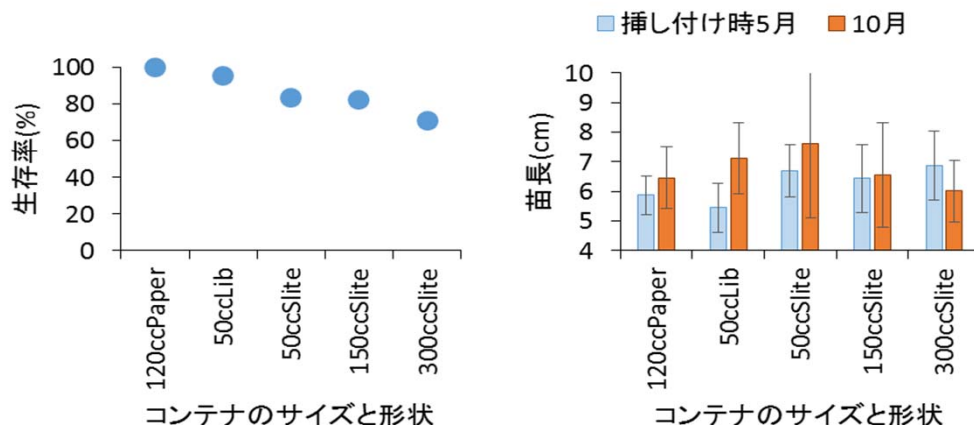 挿し付け時5月 10月
生存率(%)
100
80
60
40
20
0
120ccPaper
50ccLib
50ccSlite
150ccSlite
300ccSlite
コンテナのサイズと形状
苗長(cm)
10
9
8
7
6
5
4
120ccPaper
50ccLib
50ccSlite
150ccSlite
300ccSlite
コンテナのサイズと形状